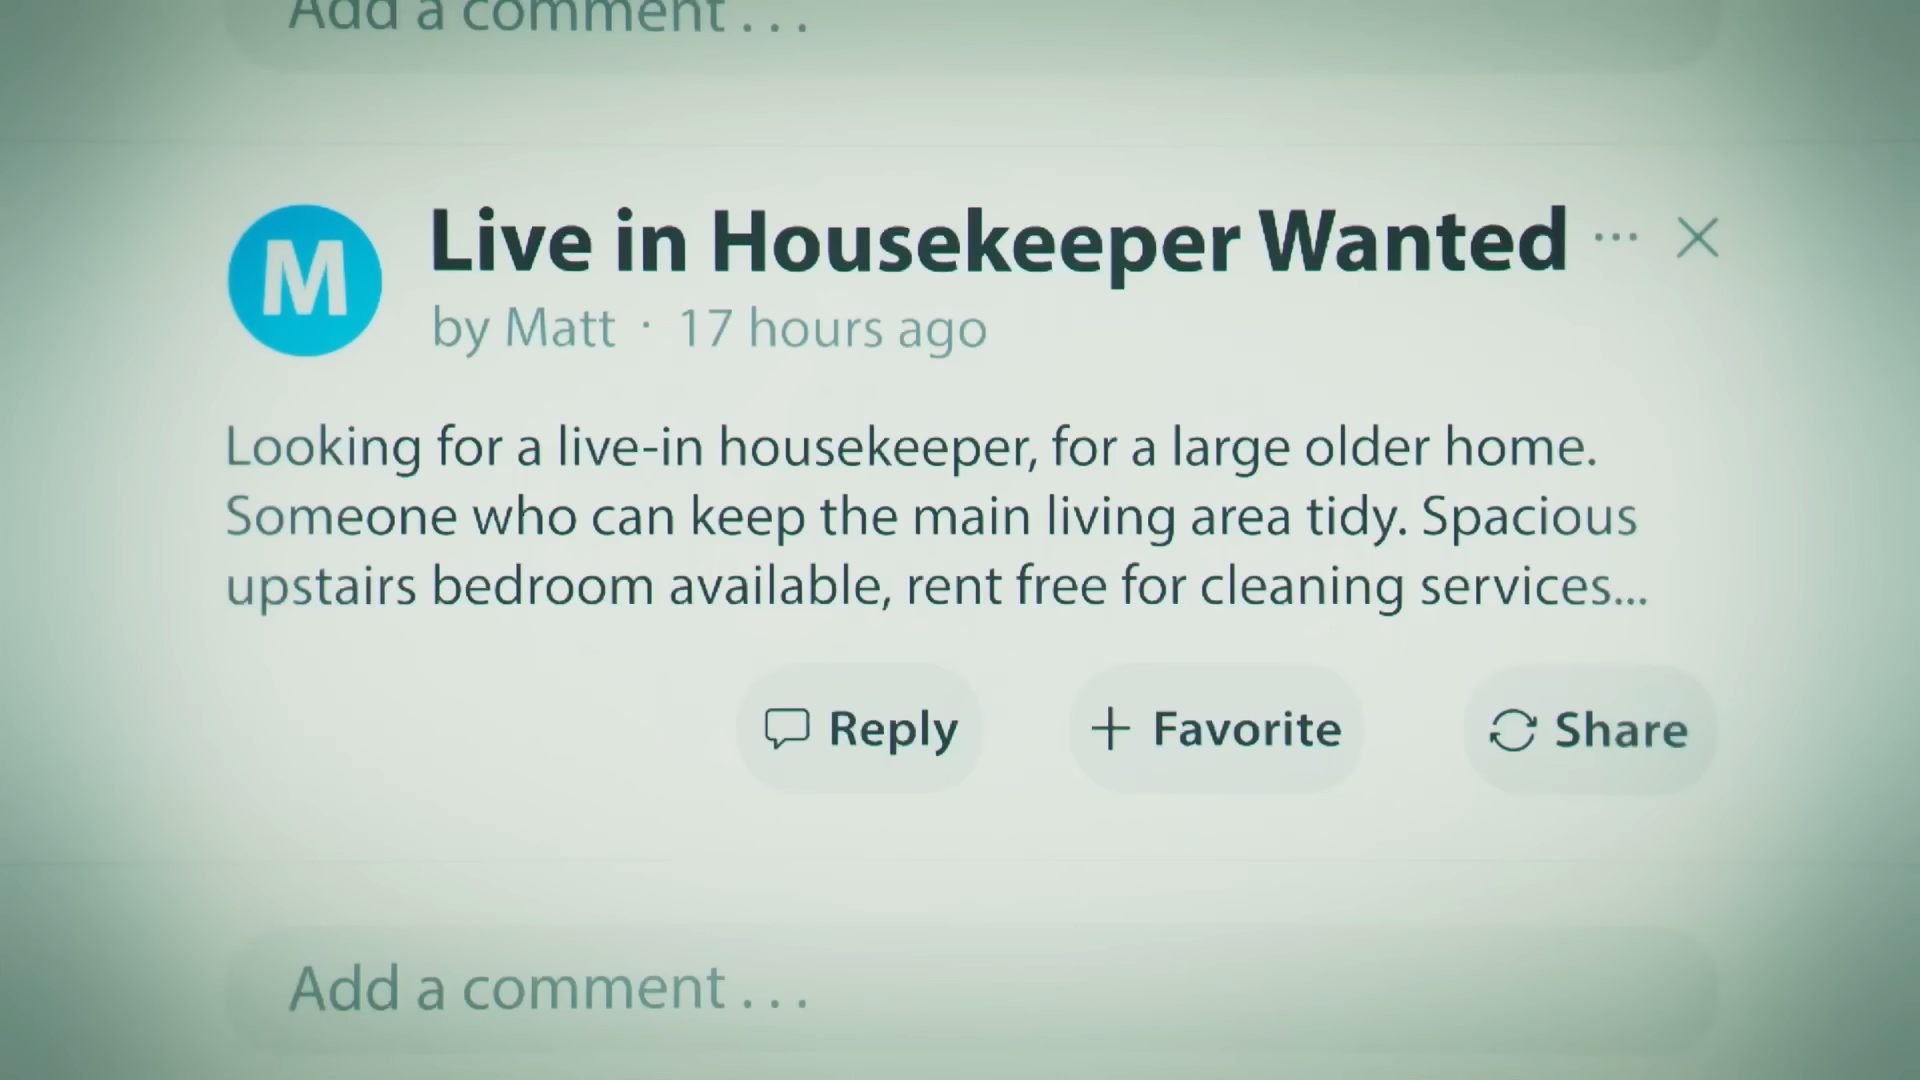 Add a comment . . .
Live in Housekeeper Wanted ...
M
by Matt · 17 hours ago
Looking for a live-in housekeeper, for a large older home.
Someone who can keep the main living area tidy. Spacious
upstairs bedroom available, rent free for cleaning services...
Reply
Favorite
Share
Add a comment . . .